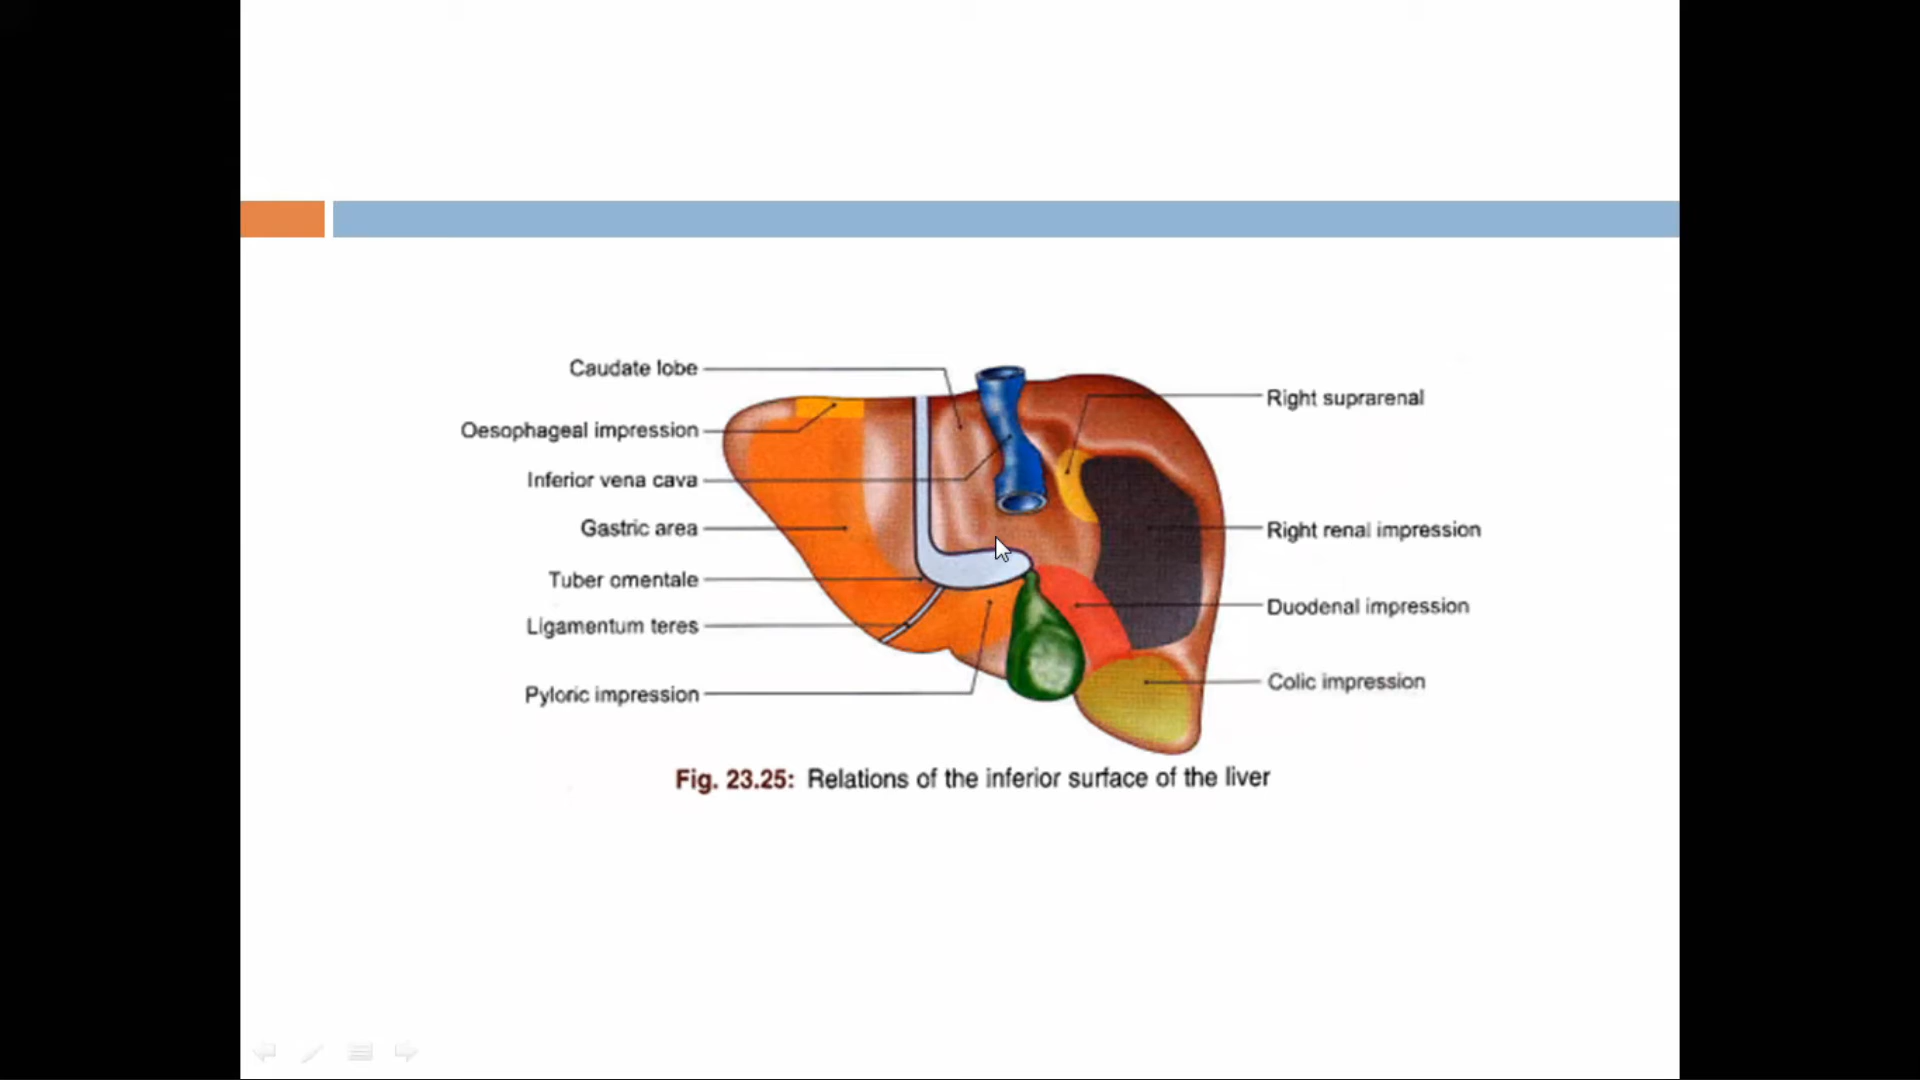 Caudate lobe
Oesophageal impression
Inferior vena cava
Gastric area
Tuber omentale
Ligamentum teres
Pyloric impression
Right suprarenal
Right renal impression
Duodenal impression
Colic impression
Fig. 23.25: Relations of the inferior surface of the liver